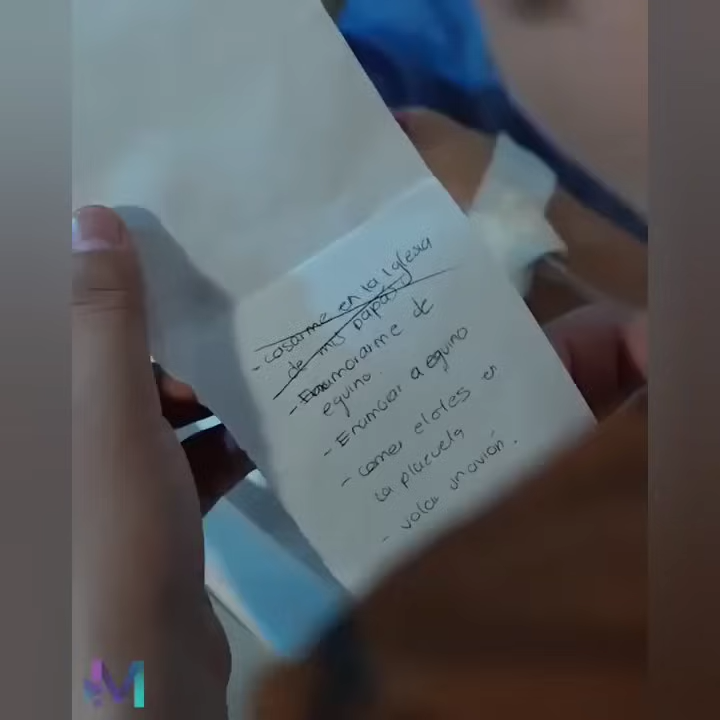 - casarme en la Iglesia
de mis papás
- Enamorarme de
equino.
- Enamorar a equino
- comer elotes en
la plazuela
- volar un avión.